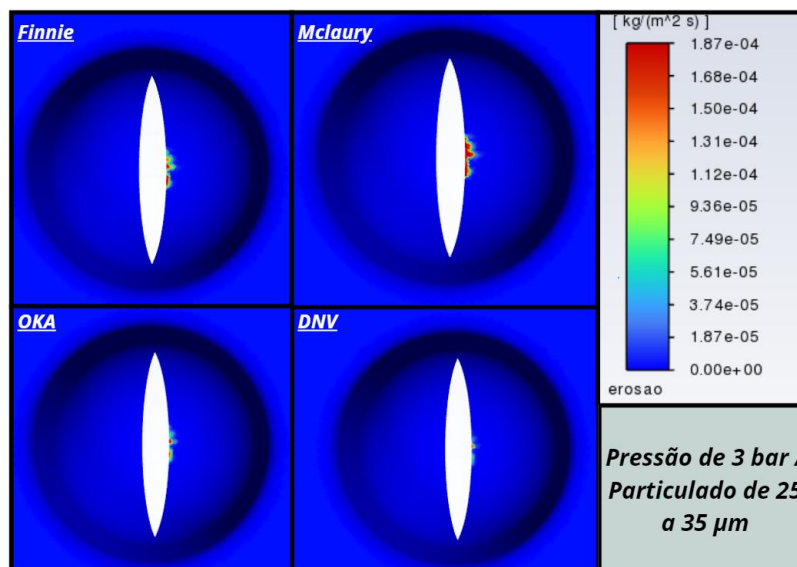 Finnie
Mclaury
OKA
DNV
[ kg/(m^2 s) ]
1.87e-04
1.68e-04
1.50e-04
1.31e-04
1.12e-04
9.36e-05
7.49e-05
5.61e-05
3.74e-05
1.87e-05
0.00e+00
erosao
Pressão de 3 bar /
Particulado de 25
a 35 μm